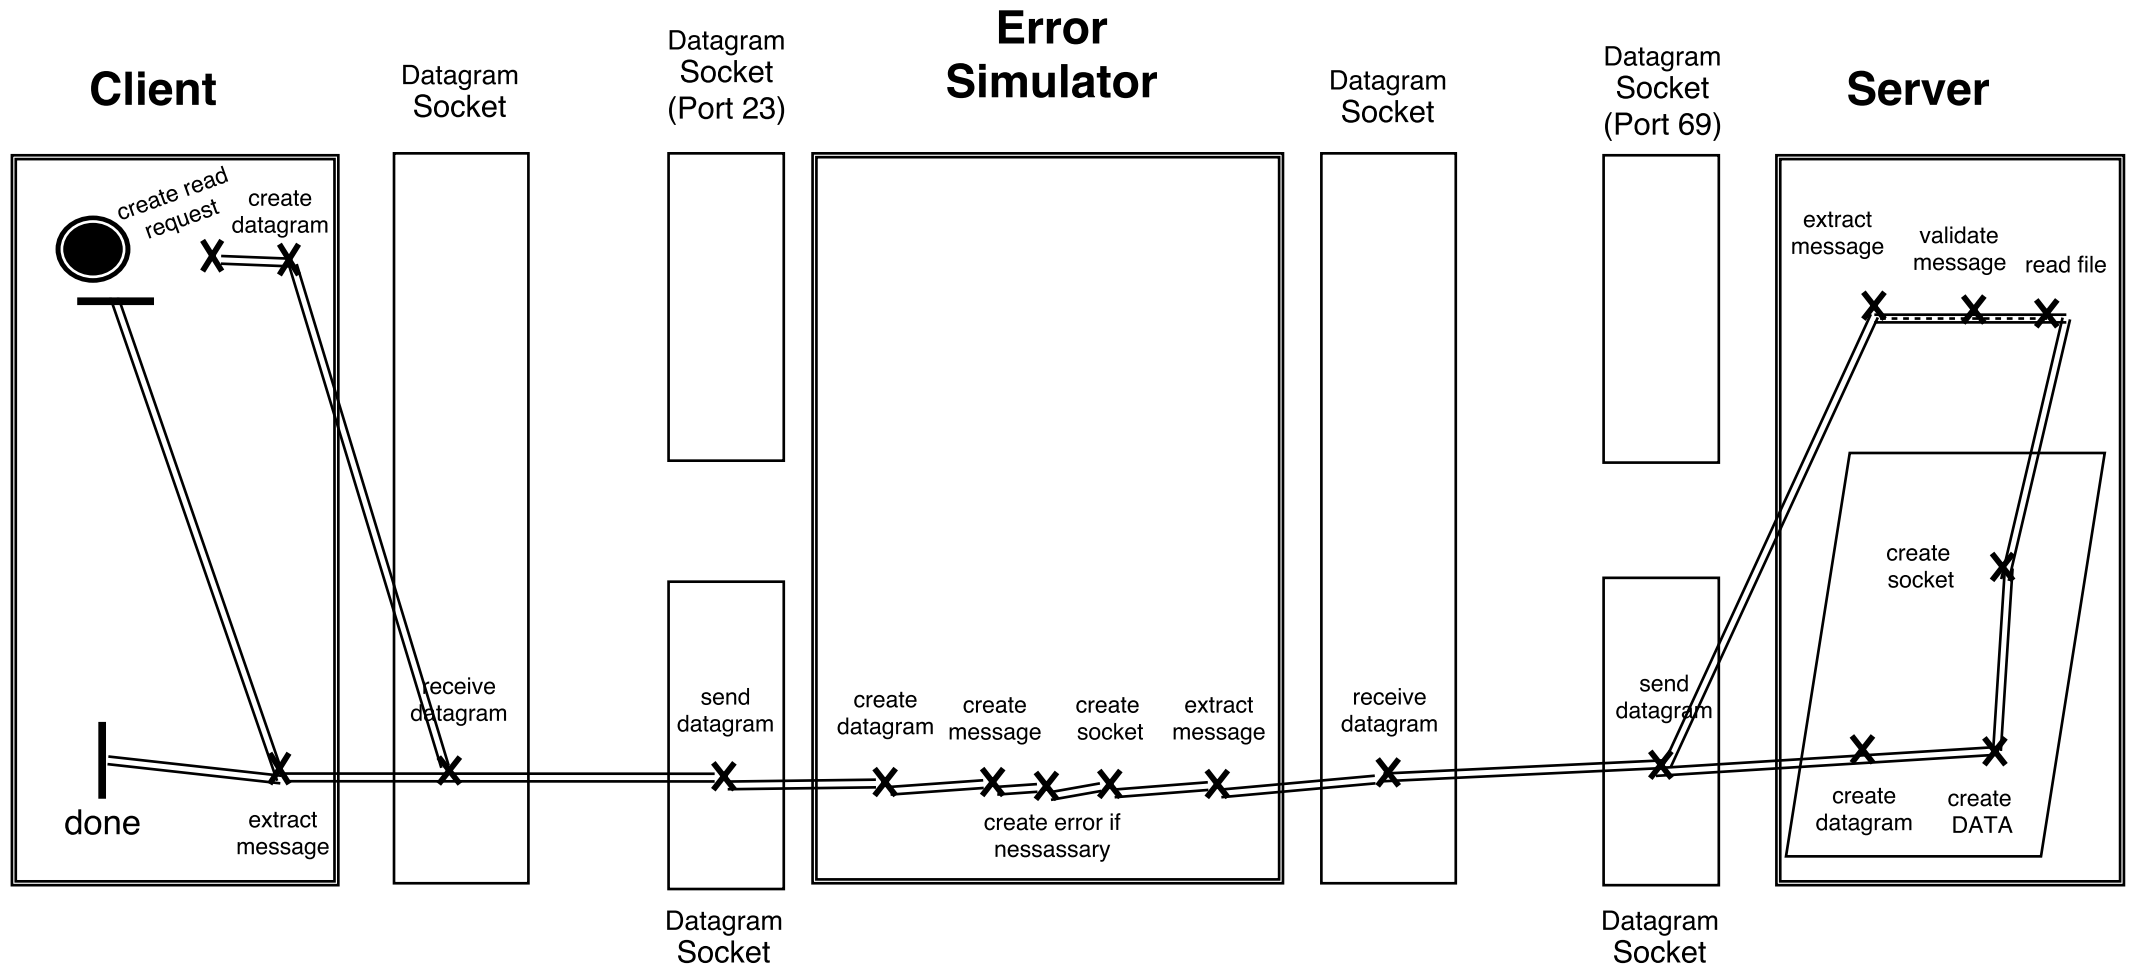 Client
Datagram
Socket
Datagram
Socket
(Port 23)
Error
Simulator
Datagram
Socket
Datagram
Socket
(Port 69)
Server
create read
request
create
datagram
extract
message
validate
message
read file
create
socket
receive
datagram
send
datagram
create
datagram
create
message
create
socket
extract
message
receive
datagram
send
datagram
done
extract
message
create error if
nessassary
create
datagram
create
DATA
Datagram
Socket
Datagram
Socket